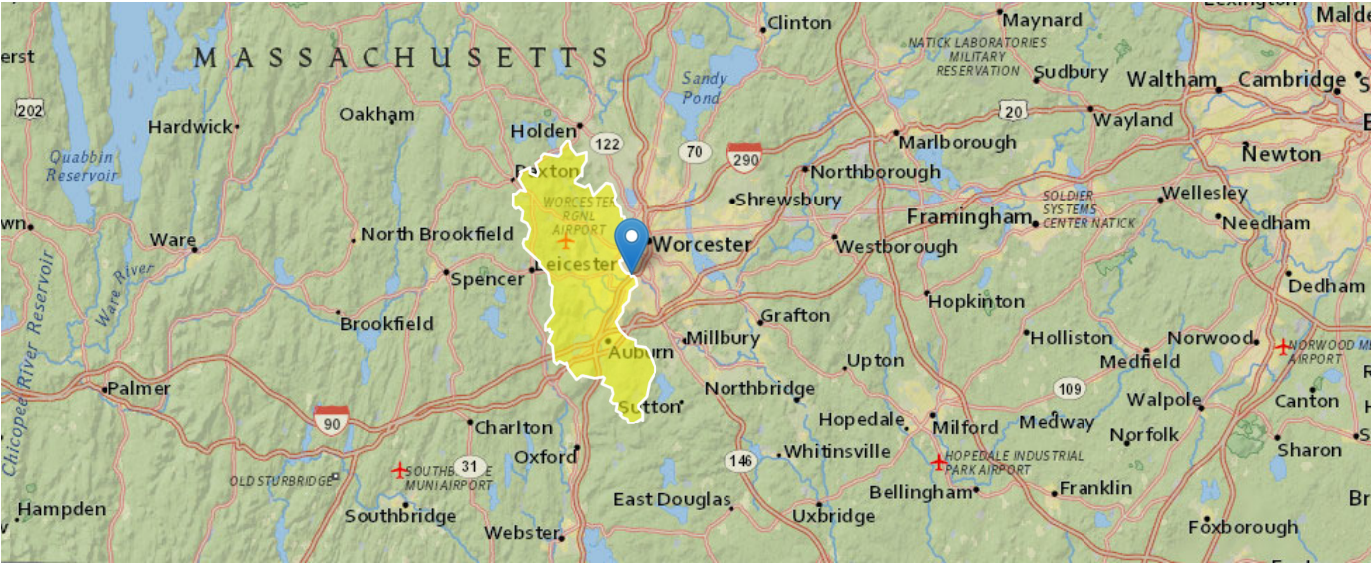 Lexington
Clinton
Maynard
Malde
MASSACHUSETTS
NATICK LABORATORIES
MILITARY
RESERVATION
erst
Sandy
Pond
Sudbury
Waltham
Cambridge
S
202
Oakham
20
Wayland
Hardwick
Holden
122
70
290
Marlborough
Newton
Quabbin
Reservoir
Paxton
Northborough
WORCESTER
RGNL
AIRPORT
Shrewsbury
SOLDIER
SYSTEMS
CENTER NATICK
Wellesley
Framingham
Needham
wn
Ware
North Brookfield
Worcester
Westborough
Leicester
Spencer
Dedham
Ware River
Hopkinton
Brookfield
Grafton
Auburn
Millbury
Holliston
Norwood
NORWOOD ME
AIRPORT
Medfield
Upton
Chicopee River Reservoir
Palmer
Northbridge
109
Walpole
Canton
Sutton
90
Charlton
Hopedale
Milford
Medway
Norfolk
Sharon
S
Oxford
146
Whitinsville
HOPEDALE INDUSTRIAL
PARK AIRPORT
31
OLD STURBRIDGE
MUNI AIRPORT
Bellingham
Franklin
Br
Hampden
Southbridge
East Douglas
Uxbridge
Foxborough
Webster